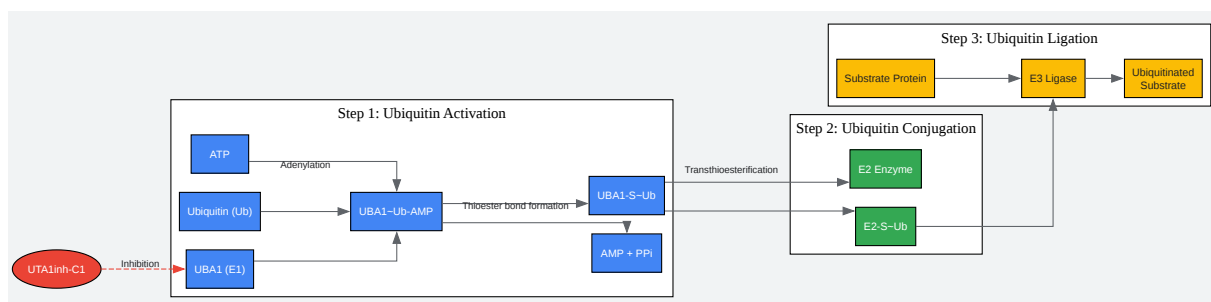 Step 3: Ubiquitin Ligation
Substrate Protein
E3 Ligase
Ubiquitinated
Substrate
Step 1: Ubiquitin Activation
ATP
Adenylation
Ubiquitin (Ub)
UBA1~Ub-AMP
Thioester bond formation
UBA1-S~Ub
AMP + PPi
UBA1 (E1)
UTA1inh-C1
Inhibition
Transthioesterification
Step 2: Ubiquitin Conjugation
E2 Enzyme
E2-S~Ub